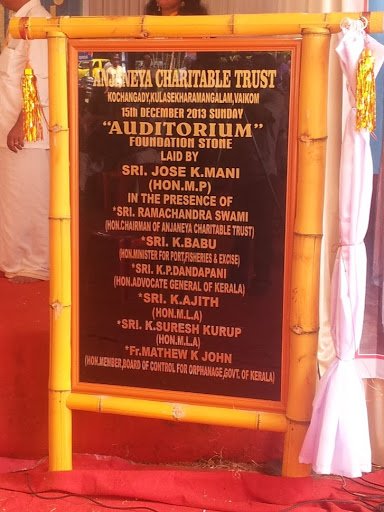 ANJANEYA CHARITABLE TRUST
KOCHANGADY,KULASEKHARAMANGALAM,VAIKOM
15th DECEMBER 2013 SUNDAY
"AUDITORIUM"
FOUNDATION STONE
LAID BY
SRI. JOSE K.MANI
(HON.M.P)
IN THE PRESENCE OF
*SRI. RAMACHANDRA SWAMI
(HON.CHAIRMAN OF ANJANEYA CHARITABLE TRUST)
*SRI. K.BABU
(HON.MINISTER FOR PORT,FISHERIES & EXCISE)
*SRI. K.P.DANDAPANI
(HON.ADVOCATE GENERAL OF KERALA)
*SRI. K.AJITH
(HON.M.L.A)
*SRI. K.SURESH KURUP
(HON.M.L.A)
*Fr.MATHEW K JOHN
(HON.MEMBER,BOARD OF CONTROL FOR ORPHANAGE,GOVT. OF KERALA)